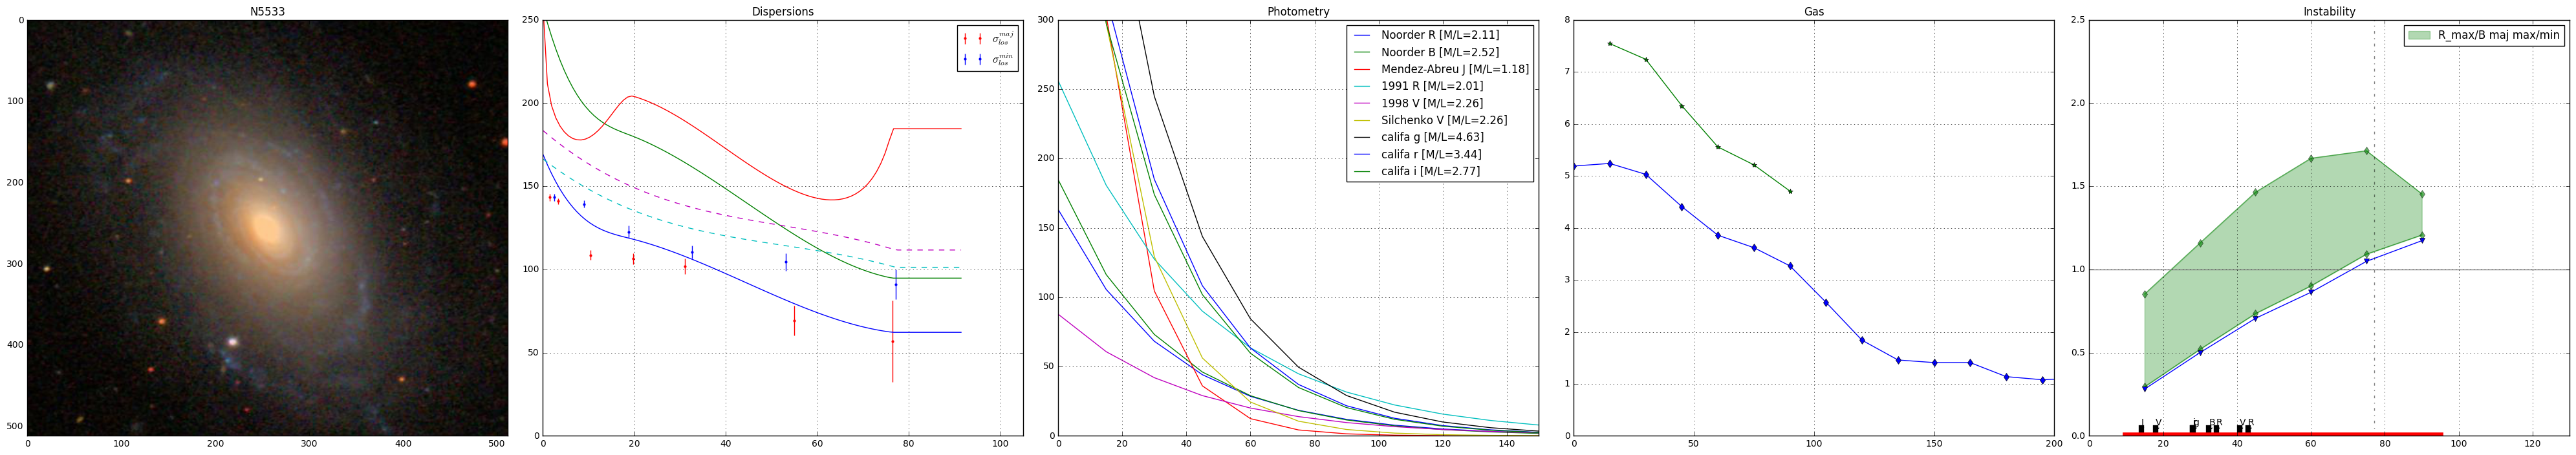 N5533
0
100
200
300
400
500
0 100 200 300 400 500
Dispersions
250
200
150
100
50
0
0 20 40 60 80 100
σ_los^maj
σ_los^min
Photometry
300
250
200
150
100
50
0
0 20 40 60 80 100 120 140
Noorder R [M/L=2.11]
Noorder B [M/L=2.52]
Mendez-Abreu J [M/L=1.18]
1991 R [M/L=2.01]
1998 V [M/L=2.26]
Silchenko V [M/L=2.26]
califa g [M/L=4.63]
califa r [M/L=3.44]
califa i [M/L=2.77]
Gas
8
7
6
5
4
3
2
1
0
0 50 100 150 200
Instability
2.5
2.0
1.5
1.0
0.5
0.0
0 20 40 60 80 100 120
R_max/B maj max/min
J V g B R V R